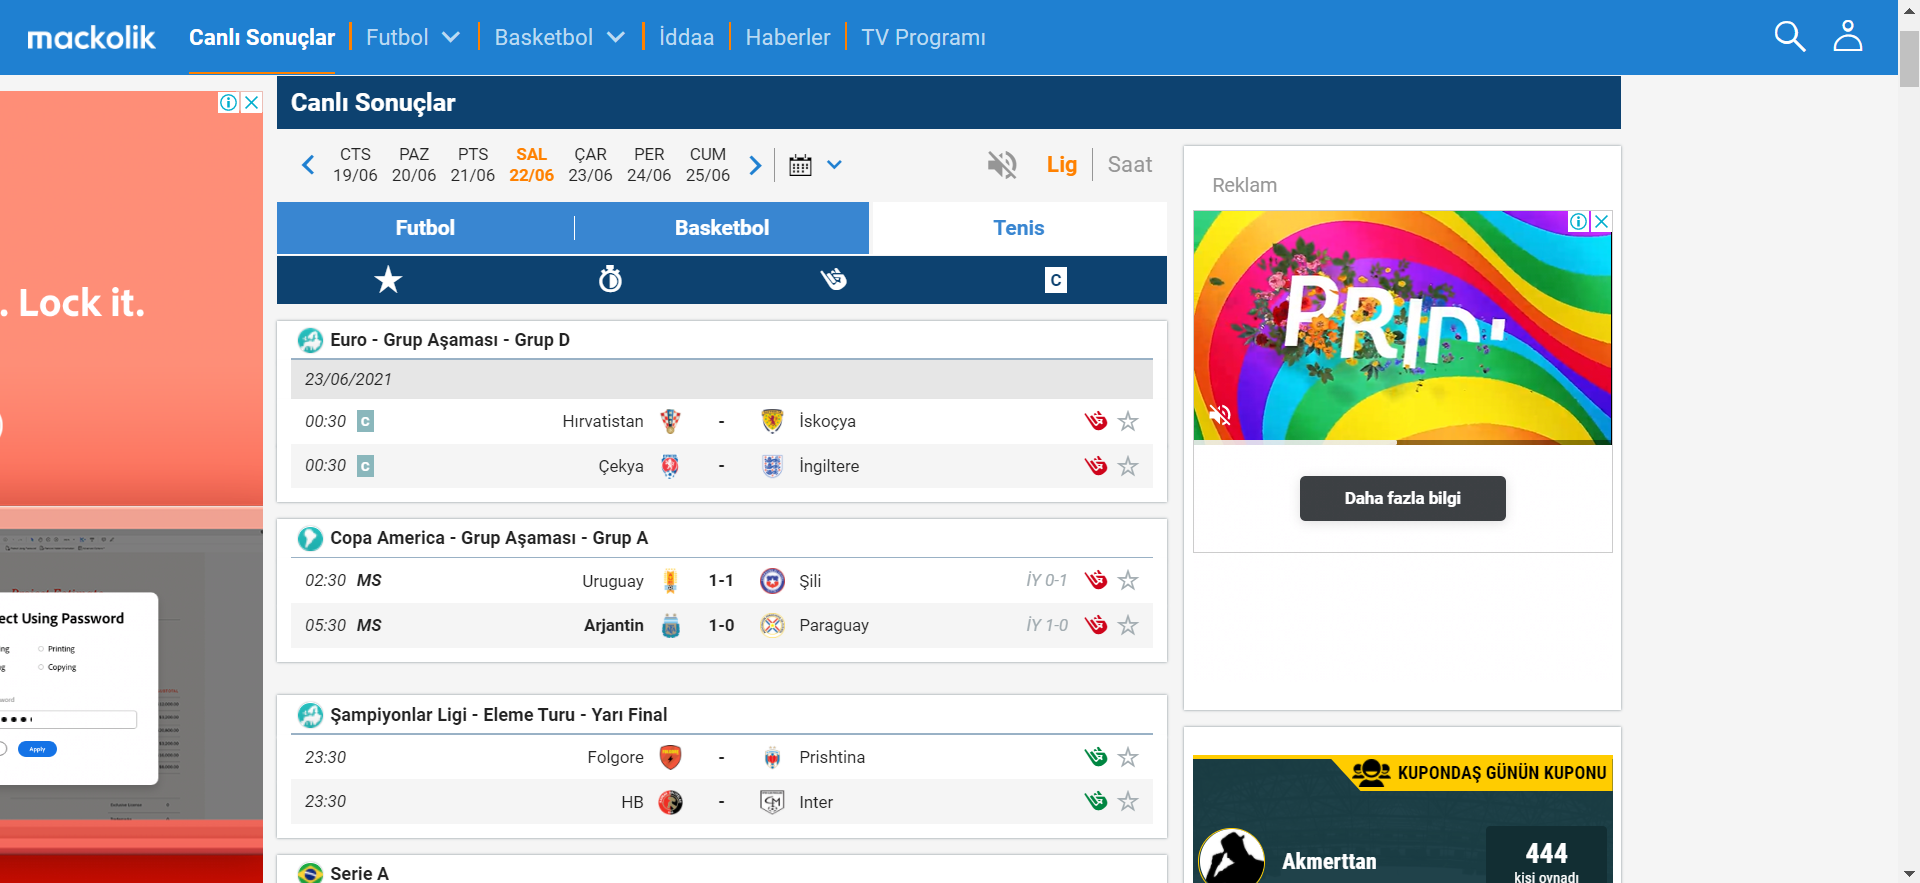 mackolik
Canlı Sonuçlar
Futbol
Basketbol
İddaa
Haberler
TV Programı
Canlı Sonuçlar
CTS 19/06
PAZ 20/06
PTS 21/06
SAL 22/06
ÇAR 23/06
PER 24/06
CUM 25/06
Lig
Saat
Futbol
Basketbol
Tenis
C
Euro - Grup Aşaması - Grup D
23/06/2021
00:30 C Hırvatistan - İskoçya
00:30 C Çekya - İngiltere
Copa America - Grup Aşaması - Grup A
02:30 MS Uruguay 1-1 Şili İY 0-1
05:30 MS Arjantin 1-0 Paraguay İY 1-0
Şampiyonlar Ligi - Eleme Turu - Yarı Final
23:30 Folgore - Prishtina
23:30 HB - Inter
Serie A
Reklam
Daha fazla bilgi
KUPONDAŞ GÜNÜN KUPONU
Akmerttan
444
kişi oynadı
. Lock it.
ect Using Password
Printing
Copying
Apply